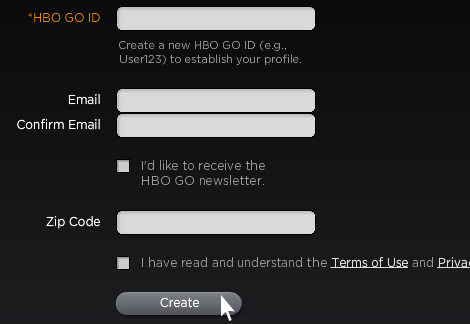 *HBO GO ID
Create a new HBO GO ID (e.g.,
User123) to establish your profile.
Email
Confirm Email
I'd like to receive the
HBO GO newsletter.
Zip Code
I have read and understand the Terms of Use and Priva
Create